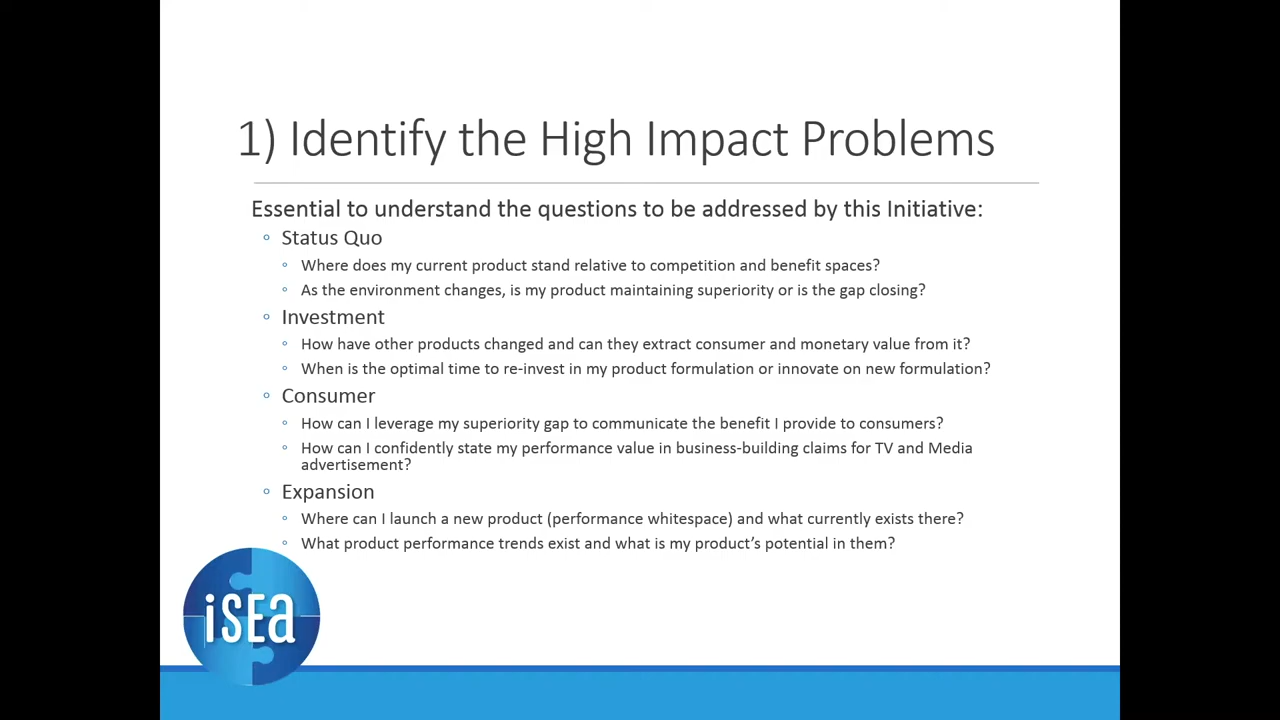 1) Identify the High Impact Problems
Essential to understand the questions to be addressed by this Initiative:
◦ Status Quo
◦ Where does my current product stand relative to competition and benefit spaces?
◦ As the environment changes, is my product maintaining superiority or is the gap closing?
◦ Investment
◦ How have other products changed and can they extract consumer and monetary value from it?
◦ When is the optimal time to re-invest in my product formulation or innovate on new formulation?
◦ Consumer
◦ How can I leverage my superiority gap to communicate the benefit I provide to consumers?
◦ How can I confidently state my performance value in business-building claims for TV and Media
advertisement?
◦ Expansion
◦ Where can I launch a new product (performance whitespace) and what currently exists there?
◦ What product performance trends exist and what is my product’s potential in them?
iSEa